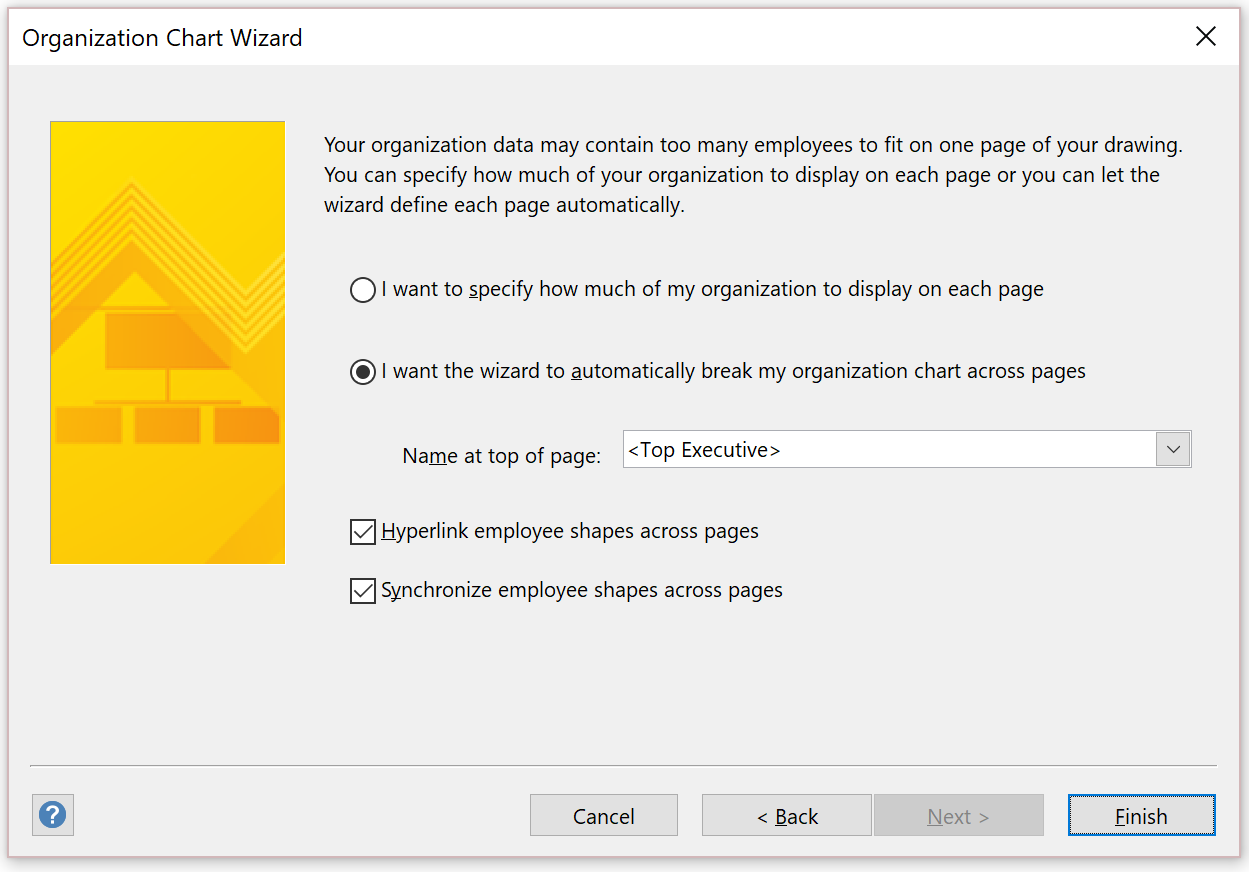 Organization Chart Wizard
Your organization data may contain too many employees to fit on one page of your drawing.
You can specify how much of your organization to display on each page or you can let the
wizard define each page automatically.
I want to specify how much of my organization to display on each page
I want the wizard to automatically break my organization chart across pages
Name at top of page: <Top Executive>
Hyperlink employee shapes across pages
Synchronize employee shapes across pages
? Cancel < Back Next > Finish